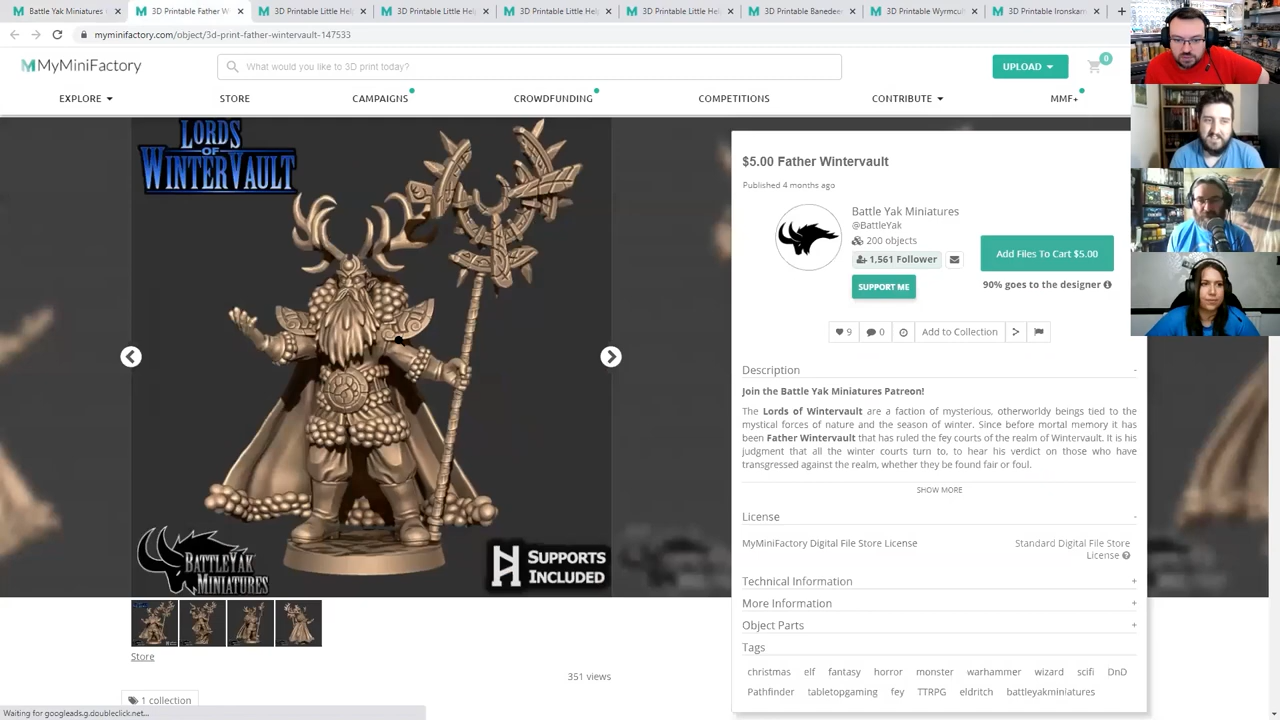 Battle Yak Miniatures
3D Printable Father W
3D Printable Little Hel
3D Printable Little Hel
3D Printable Little Hel
3D Printable Little Hel
3D Printable Banedee
3D Printable Wyrmcul
3D Printable Ironskar
myminifactory.com/object/3d-print-father-wintervault-147533
MyMiniFactory
What would you like to 3D print today?
UPLOAD
0
EXPLORE
STORE
CAMPAIGNS
CROWDFUNDING
COMPETITIONS
CONTRIBUTE
MMF+
LORDS
OF
WINTERVAULT
BATTLEYAK
MINIATURES
SUPPORTS
INCLUDED
$5.00 Father Wintervault
Published 4 months ago
Battle Yak Miniatures
@BattleYak
200 objects
1,561 Follower
SUPPORT ME
Add Files To Cart $5.00
90% goes to the designer
9
0
Add to Collection
Description
-
Join the Battle Yak Miniatures Patreon!
The Lords of Wintervault are a faction of mysterious, otherworldy beings tied to the
mystical forces of nature and the season of winter. Since before mortal memory it has
been Father Wintervault that has ruled the fey courts of the realm of Wintervault. It is his
judgment that all the winter courts turn to, to hear his verdict on those who have
transgressed against the realm, whether they be found fair or foul.
SHOW MORE
License
-
MyMiniFactory Digital File Store License
Standard Digital File Store
License
Technical Information
+
More Information
+
Object Parts
+
Tags
christmas elf fantasy horror monster warhammer wizard scifi DnD
Pathfinder tabletopgaming fey TTRPG eldritch battleyakminiatures
Store
351 views
1 collection
Waiting for googleads.g.doubleclick.net...